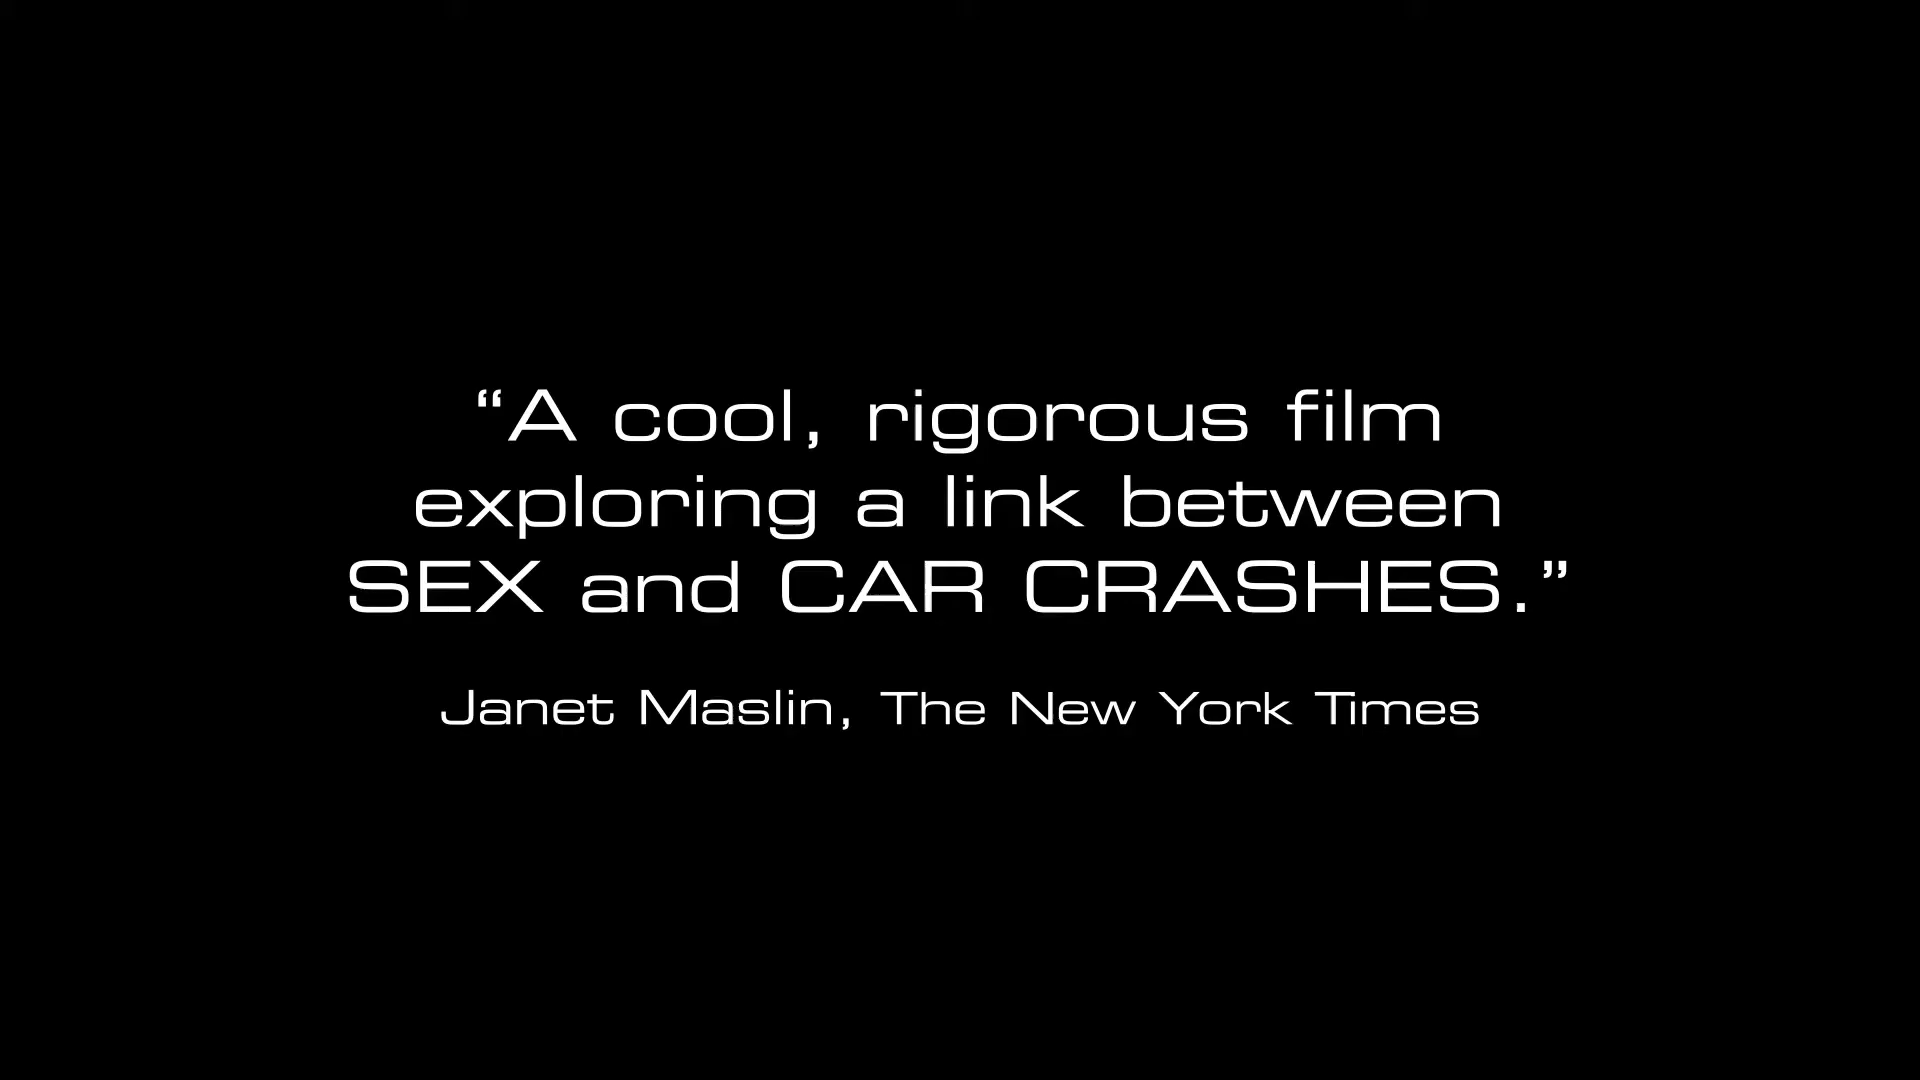 “A cool, rigorous film
exploring a link between
SEX and CAR CRASHES.”
Janet Maslin, The New York Times